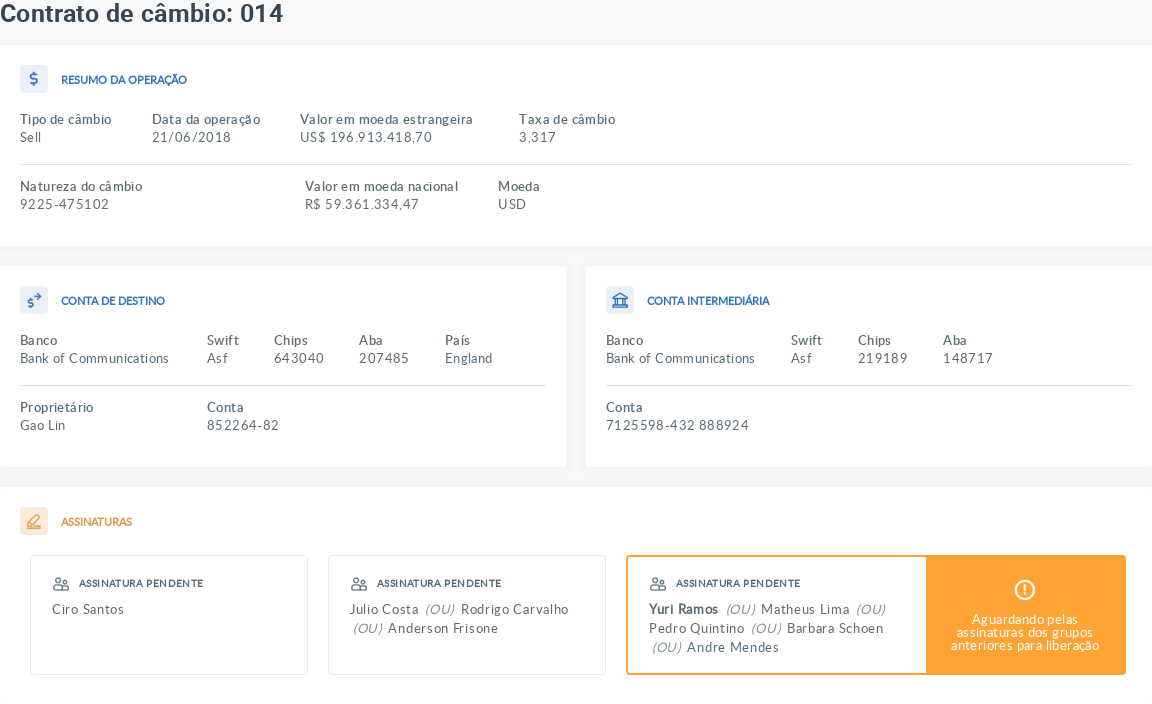 Contrato de câmbio: 014
RESUMO DA OPERAÇÃO
Tipo de câmbio Data da operação Valor em moeda estrangeira Taxa de câmbio
Sell 21/06/2018 US$ 196.913.418,70 3,317
Natureza do câmbio Valor em moeda nacional Moeda
9225-475102 R$ 59.361.334,47 USD
CONTA DE DESTINO
Banco Swift Chips Aba País
Bank of Communications Asf 643040 207485 England
Proprietário Conta
Gao Lin 852264-82
CONTA INTERMEDIÁRIA
Banco Swift Chips Aba
Bank of Communications Asf 219189 148717
Conta
7125598-432 888924
ASSINATURAS
ASSINATURA PENDENTE
Ciro Santos
ASSINATURA PENDENTE
Julio Costa (OU) Rodrigo Carvalho
(OU) Anderson Frisone
ASSINATURA PENDENTE
Yuri Ramos (OU) Matheus Lima (OU)
Pedro Quintino (OU) Barbara Schoen
(OU) Andre Mendes
Aguardando pelas
assinaturas dos grupos
anteriores para liberação